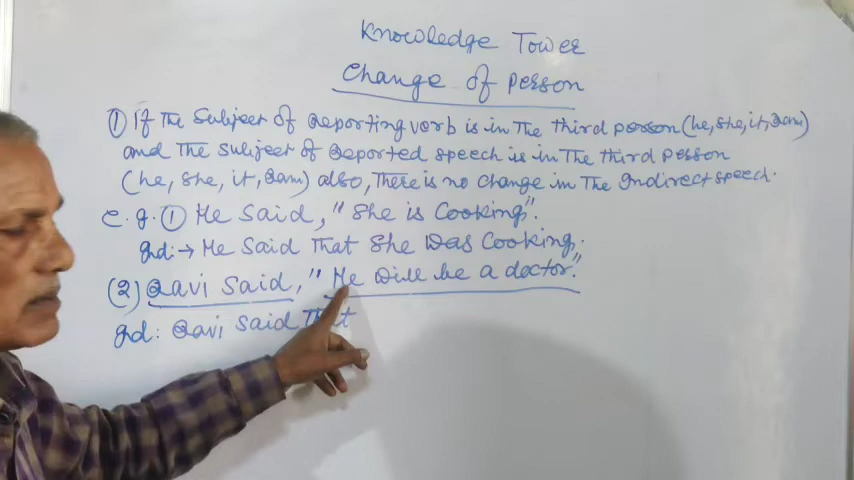 Knowledge Tower
Change of person
① If The Subject of Reporting verb is in The third person (he, she, it, Ram)
and The Subject of Reported speech is in The third Person
(he, she, it, Ram) also, There is no change in The Indirect speech.
e.g. ① He Said, "She is Cooking".
Ind: → He Said That She was Cooking.
(2) Ravi Said, "He will be a doctor."
Ind: Ravi Said That